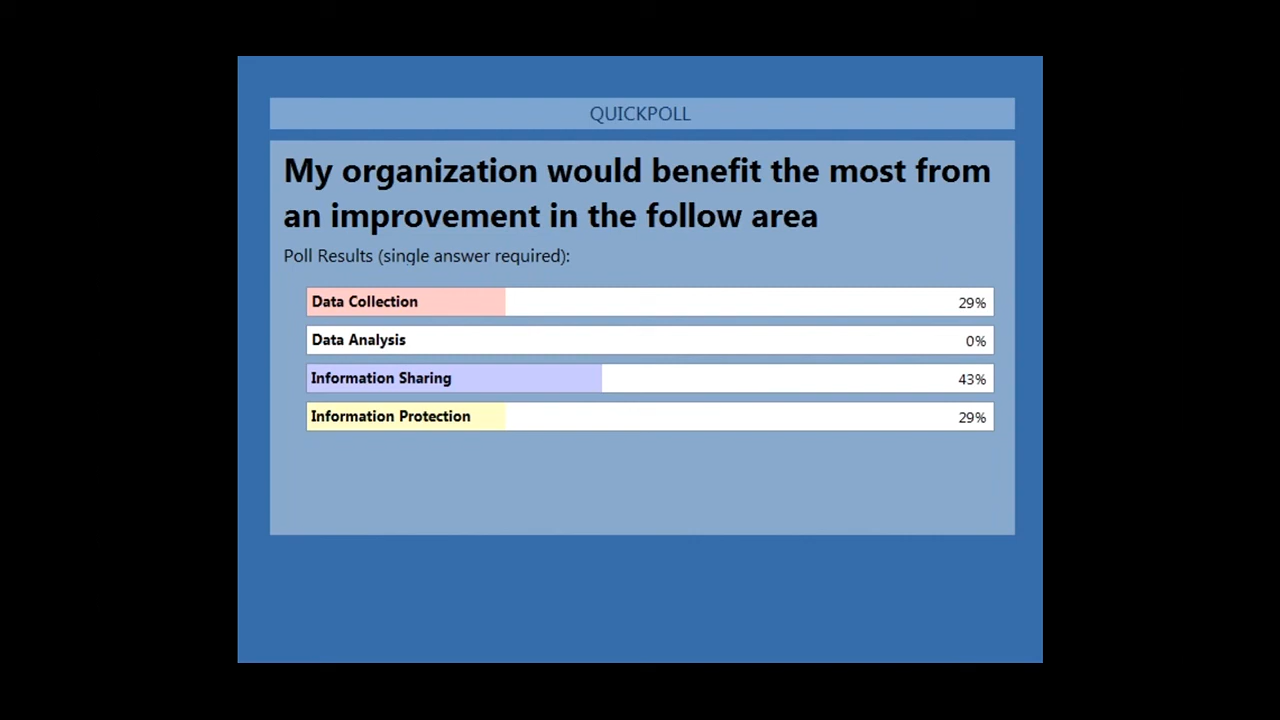 QUICKPOLL
My organization would benefit the most from
an improvement in the follow area
Poll Results (single answer required):
Data Collection 29%
Data Analysis 0%
Information Sharing 43%
Information Protection 29%